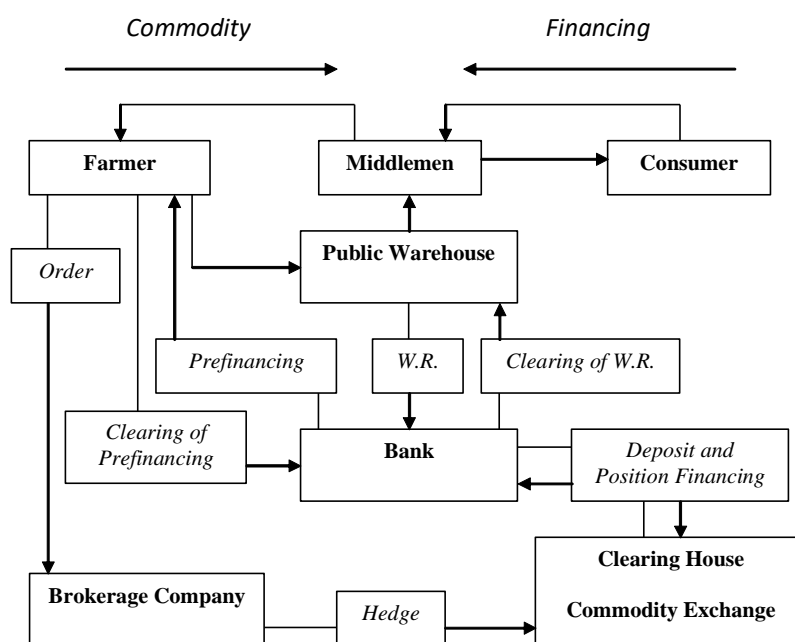 Commodity
Financing
Farmer
Middlemen
Consumer
Public Warehouse
Order
Prefinancing
W.R.
Clearing of W.R.
Clearing of
Prefinancing
Bank
Deposit and
Position Financing
Clearing House
Brokerage Company
Hedge
Commodity Exchange